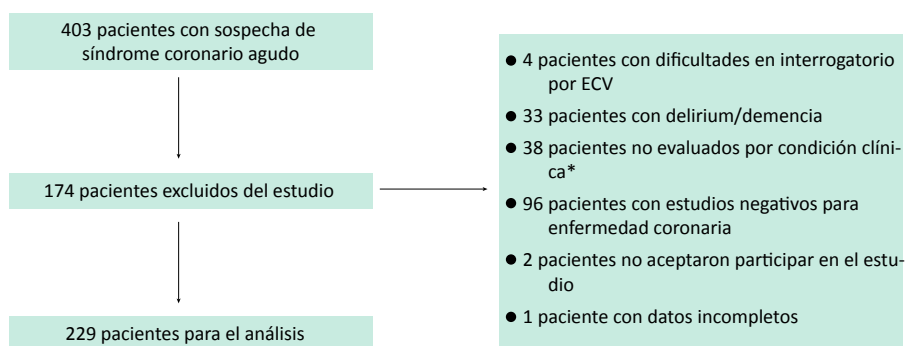 403 pacientes con sospecha de
síndrome coronario agudo
174 pacientes excluidos del estudio
229 pacientes para el análisis
● 4 pacientes con dificultades en interrogatorio
por ECV
● 33 pacientes con delirium/demencia
● 38 pacientes no evaluados por condición clíni-
ca*
● 96 pacientes con estudios negativos para
enfermedad coronaria
● 2 pacientes no aceptaron participar en el estu-
dio
● 1 paciente con datos incompletos